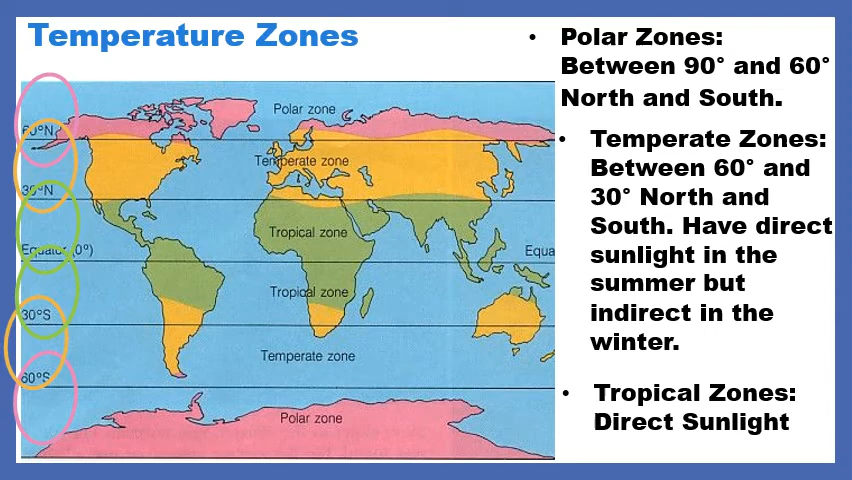 Temperature Zones
Polar zone
60°N
Temperate zone
30°N
Tropical zone
Equator (0°)
Equa
Tropical zone
30°S
Temperate zone
60°S
Polar zone
• Polar Zones:
Between 90° and 60°
North and South.
• Temperate Zones:
Between 60° and
30° North and
South. Have direct
sunlight in the
summer but
indirect in the
winter.
• Tropical Zones:
Direct Sunlight